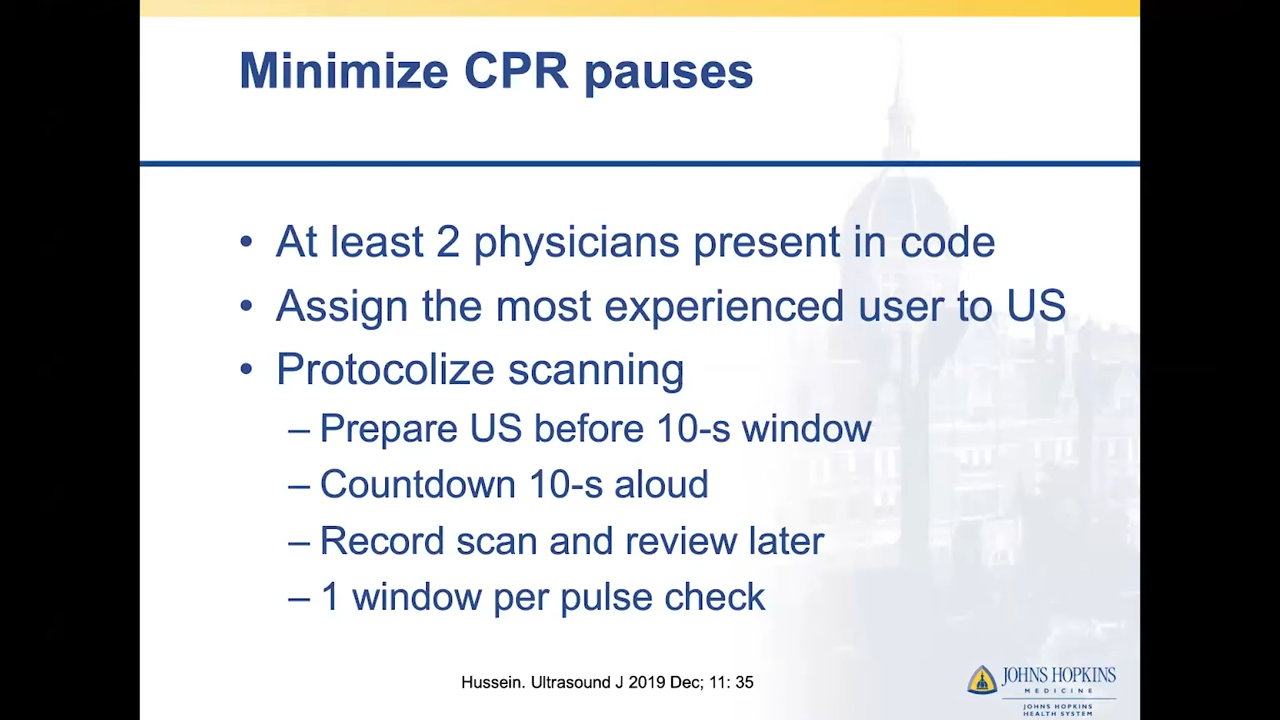 Minimize CPR pauses
• At least 2 physicians present in code
• Assign the most experienced user to US
• Protocolize scanning
– Prepare US before 10-s window
– Countdown 10-s aloud
– Record scan and review later
– 1 window per pulse check
Hussein. Ultrasound J 2019 Dec; 11: 35
JOHNS HOPKINS
MEDICINE
JOHNS HOPKINS
HEALTH SYSTEM